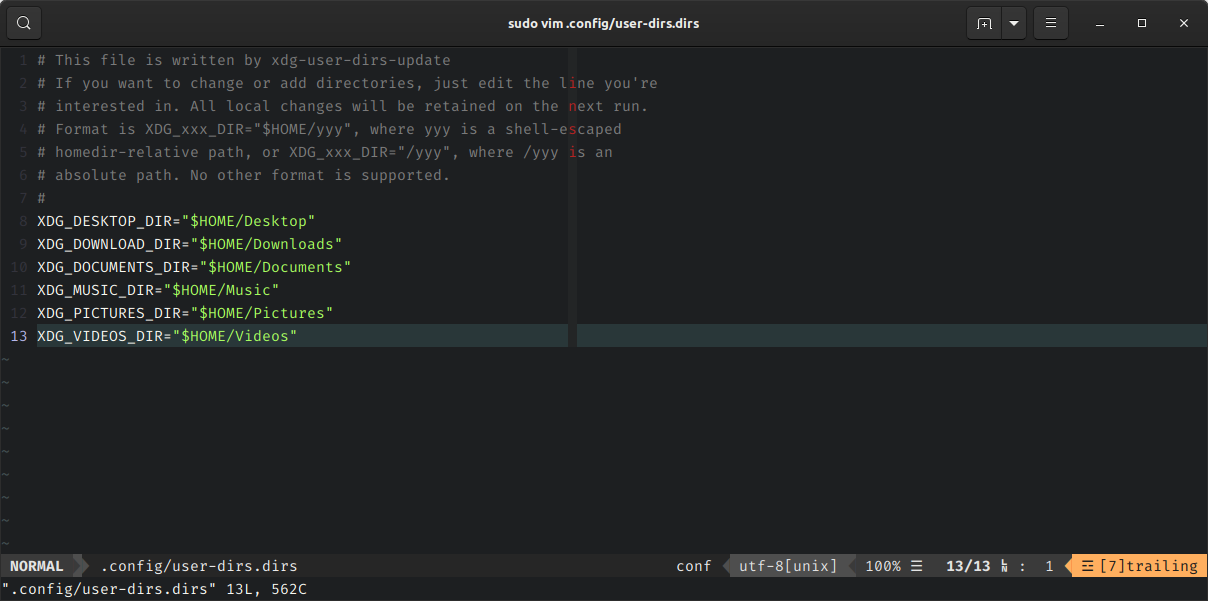 sudo vim .config/user-dirs.dirs
1 # This file is written by xdg-user-dirs-update
2 # If you want to change or add directories, just edit the line you're
3 # interested in. All local changes will be retained on the next run.
4 # Format is XDG_xxx_DIR="$HOME/yyy", where yyy is a shell-escaped
5 # homedir-relative path, or XDG_xxx_DIR="/yyy", where /yyy is an
6 # absolute path. No other format is supported.
7 #
8 XDG_DESKTOP_DIR="$HOME/Desktop"
9 XDG_DOWNLOAD_DIR="$HOME/Downloads"
10 XDG_DOCUMENTS_DIR="$HOME/Documents"
11 XDG_MUSIC_DIR="$HOME/Music"
12 XDG_PICTURES_DIR="$HOME/Pictures"
13 XDG_VIDEOS_DIR="$HOME/Videos"
~
~
~
~
~
~
~
~
~
NORMAL .config/user-dirs.dirs conf utf-8[unix] 100% ☰ 13/13 ␤ : 1 ☲ [7]trailing
".config/user-dirs.dirs" 13L, 562C